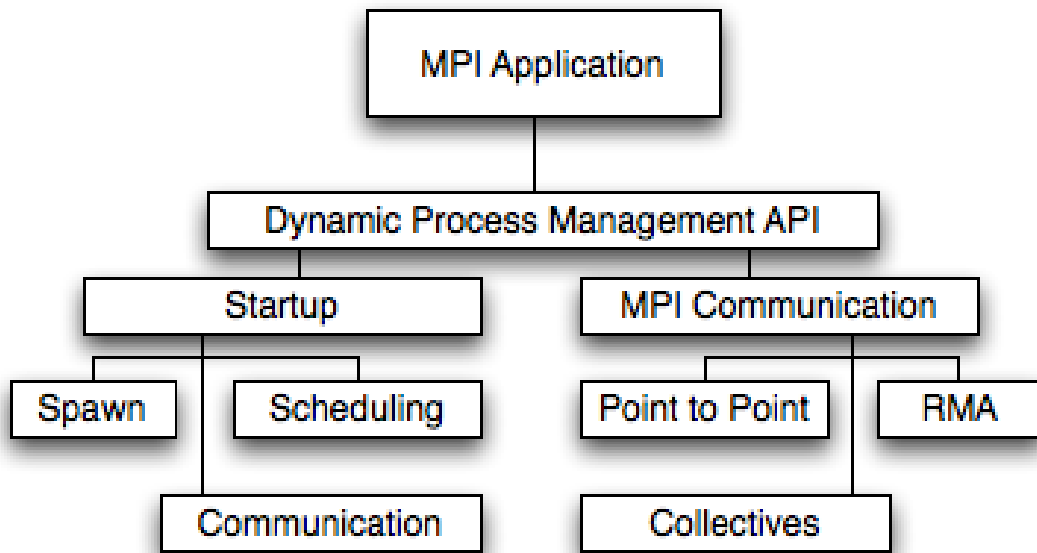 MPI Application
Dynamic Process Management API
Startup
MPI Communication
Spawn
Scheduling
Point to Point
RMA
Communication
Collectives